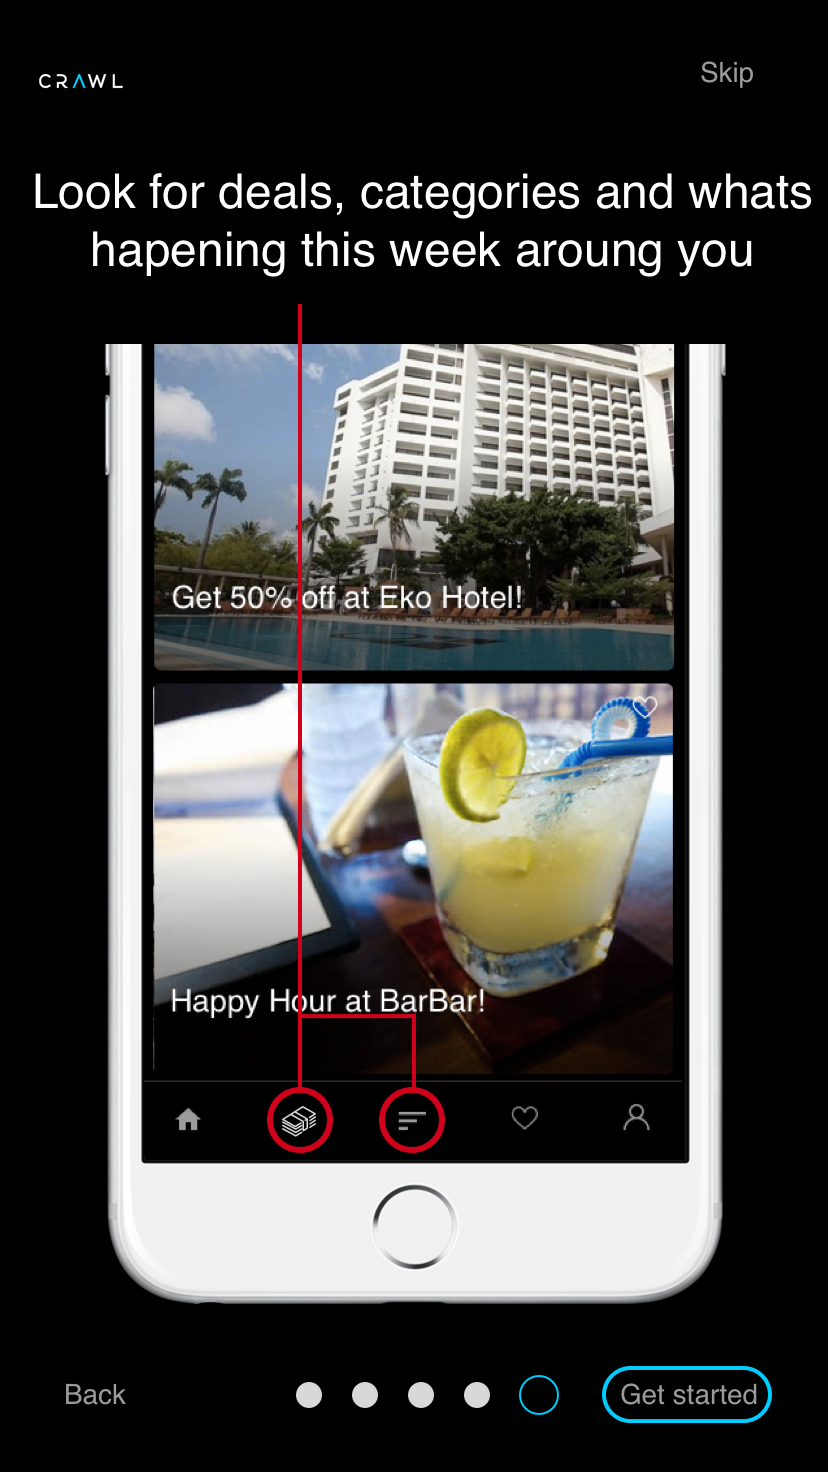 CRAWL
Skip
Look for deals, categories and whats
hapening this week aroung you
Get 50% off at Eko Hotel!
Happy Hour at BarBar!
Back
Get started